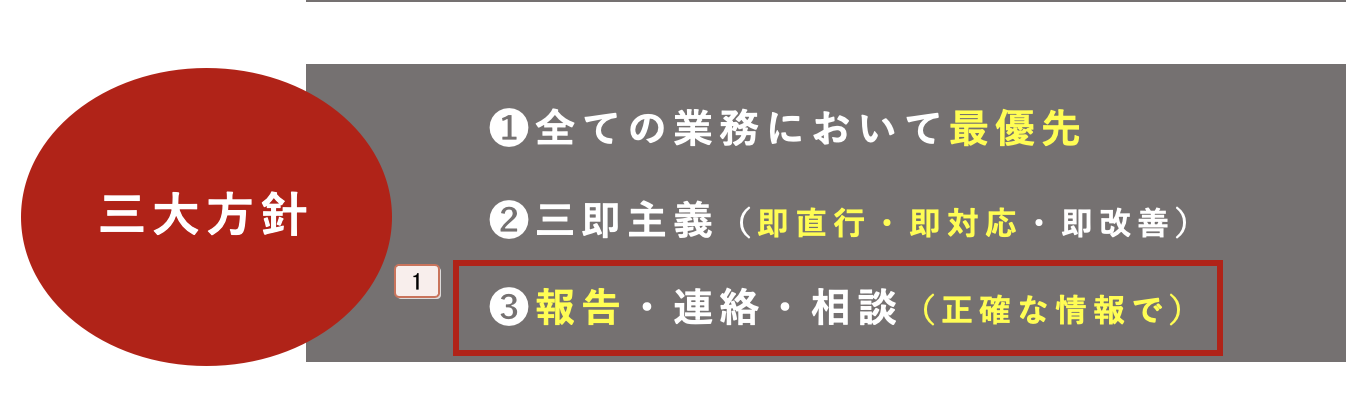 三大方針
❶全ての業務において最優先
❷三即主義（即直行・即対応・即改善）
1
❸報告・連絡・相談（正確な情報で）